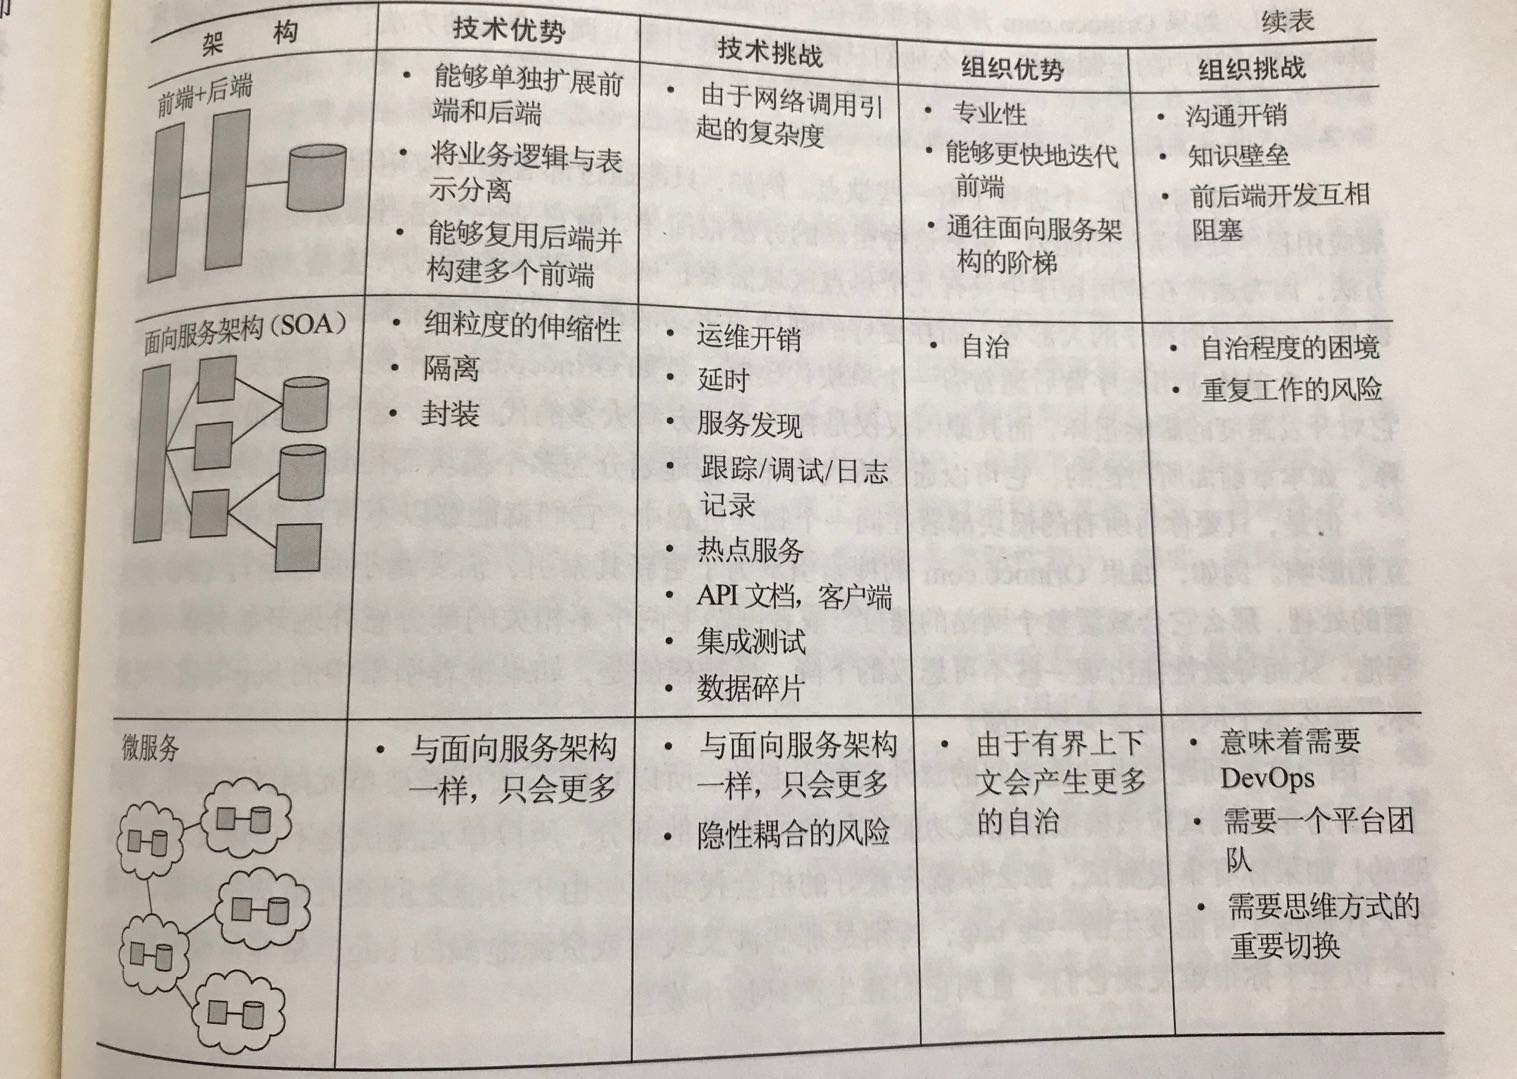 续表
架 构
技术优势
技术挑战
组织优势
组织挑战
前端+后端
• 能够单独扩展前
端和后端
• 将业务逻辑与表
示分离
• 能够复用后端并
构建多个前端
• 由于网络调用引
起的复杂度
• 专业性
• 能够更快地迭代
前端
• 通往面向服务架
构的阶梯
• 沟通开销
• 知识壁垒
• 前后端开发互相
阻塞
面向服务架构（SOA）
• 细粒度的伸缩性
• 隔离
• 封装
• 运维开销
• 延时
• 服务发现
• 跟踪/调试/日志
记录
• 热点服务
• API 文档，客户端
• 集成测试
• 数据碎片
• 自治
• 自治程度的困境
• 重复工作的风险
微服务
• 与面向服务架构
一样，只会更多
• 与面向服务架构
一样，只会更多
• 隐性耦合的风险
• 由于有界上下
文会产生更多
的自治
• 意味着需要
DevOps
• 需要一个平台团
队
• 需要思维方式的
重要切换